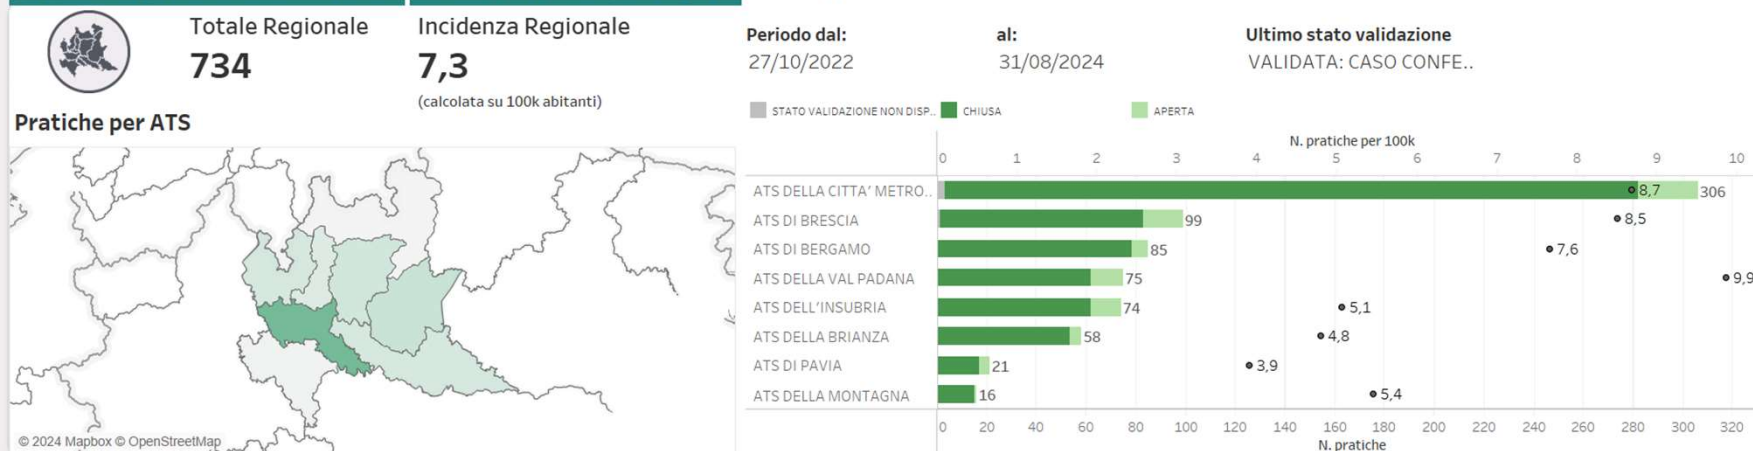 Totale Regionale
734
Incidenza Regionale
7,3
(calcolata su 100k abitanti)
Pratiche per ATS
© 2024 Mapbox © OpenStreetMap
Periodo dal:
27/10/2022
al:
31/08/2024
Ultimo stato validazione
VALIDATA: CASO CONFE..
STATO VALIDAZIONE NON DISP.. CHIUSA APERTA
N. pratiche per 100k
0 1 2 3 4 5 6 7 8 9 10
ATS DELLA CITTA' METRO.. 8,7 306
ATS DI BRESCIA 99 8,5
ATS DI BERGAMO 85 7,6
ATS DELLA VAL PADANA 75 9,9
ATS DELL'INSUBRIA 74 5,1
ATS DELLA BRIANZA 58 4,8
ATS DI PAVIA 21 3,9
ATS DELLA MONTAGNA 16 5,4
0 20 40 60 80 100 120 140 160 180 200 220 240 260 280 300 320
N. pratiche